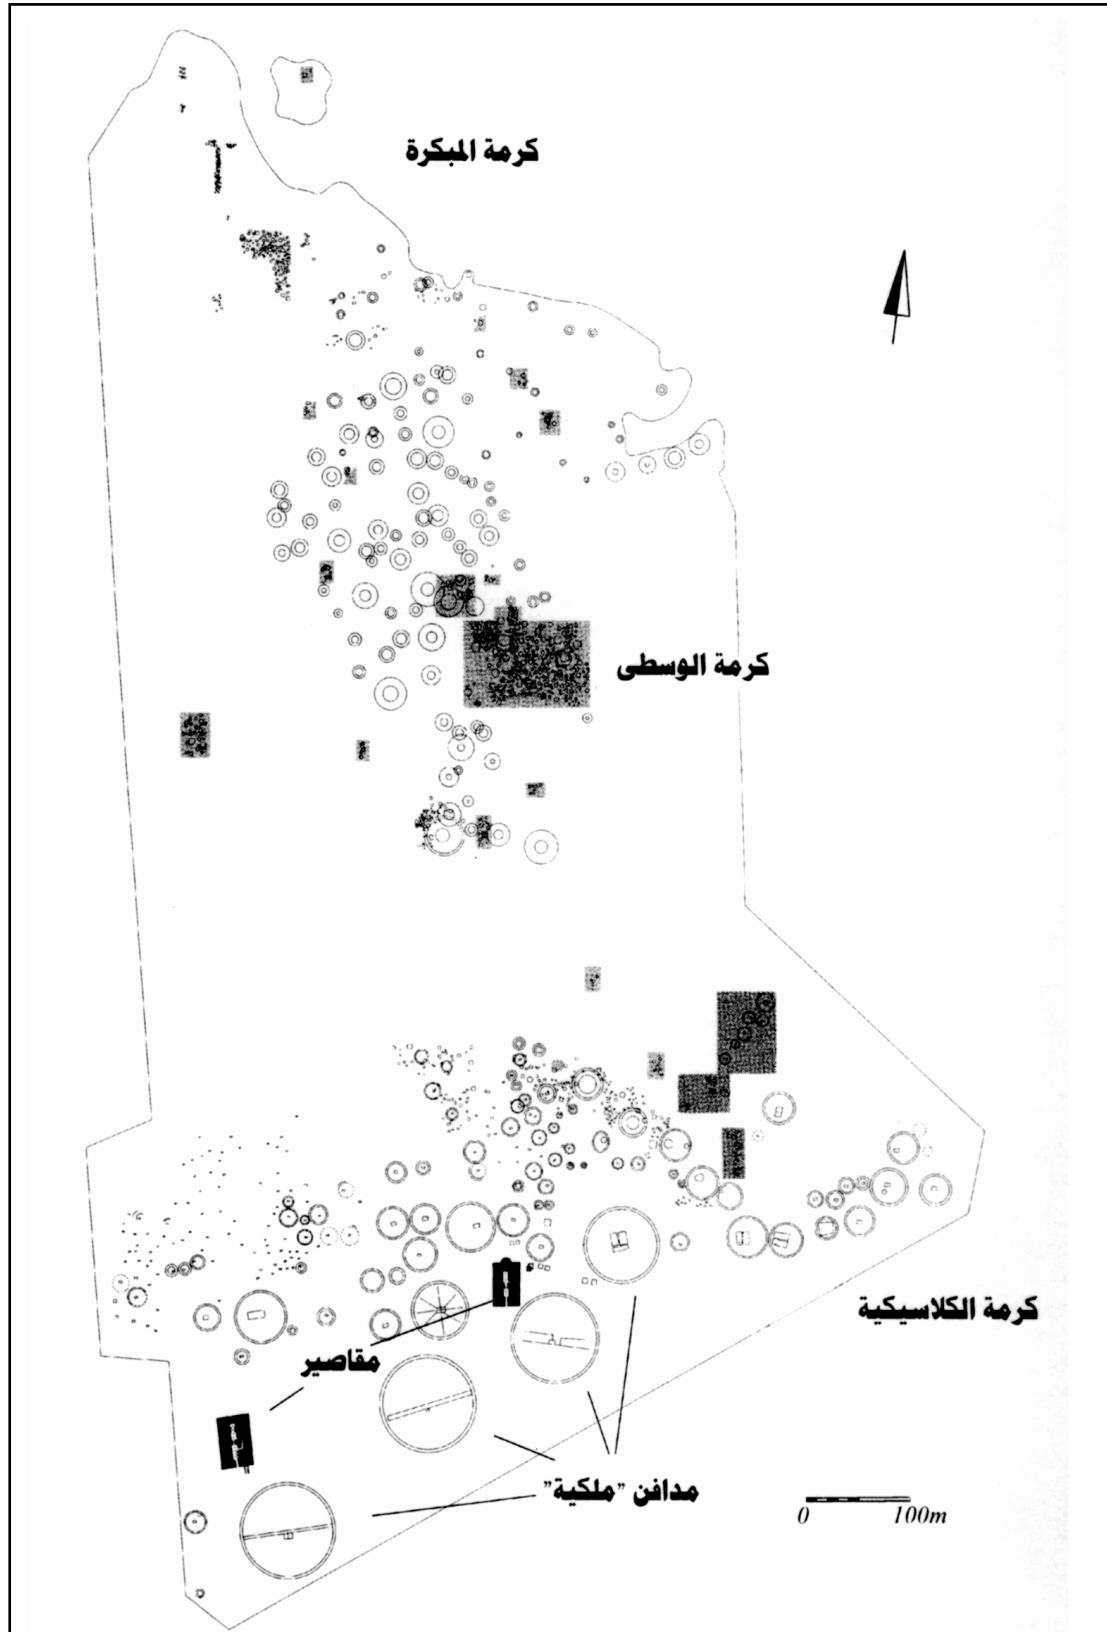 كرمة المبكرة
كرمة الوسطى
كرمة الكلاسيكية
مقاصير
مدافن "ملكية"
0 100m